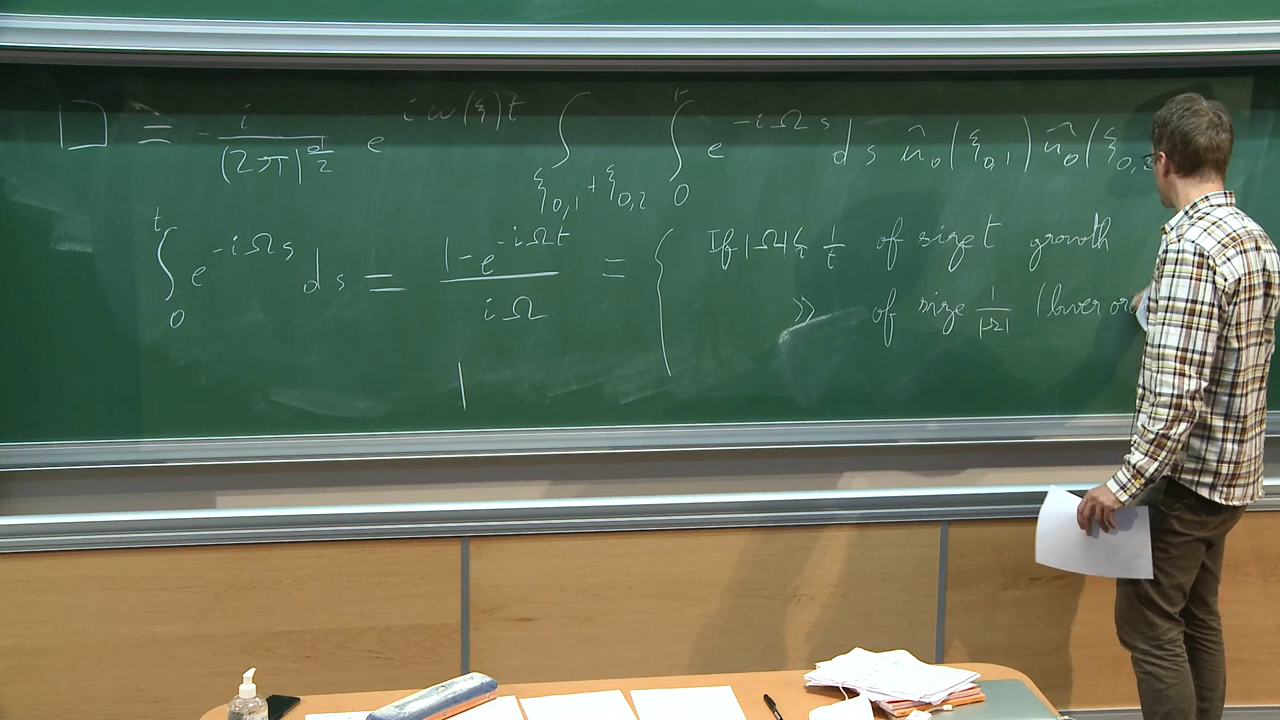 □ = -i/(2π)^{d/2} e^{iω(ξ)t} ∫_{ξ_{0,1}+ξ_{0,2}} ∫_0^t e^{-iΩs} ds û_0(ξ_{0,1}) û_0(ξ_{0,2}
∫_0^t e^{-iΩs} ds = (1-e^{-iΩt})/(iΩ) = { If |Ω| ≲ 1/t of size t growth
≫ of size 1/|Ω| (lower